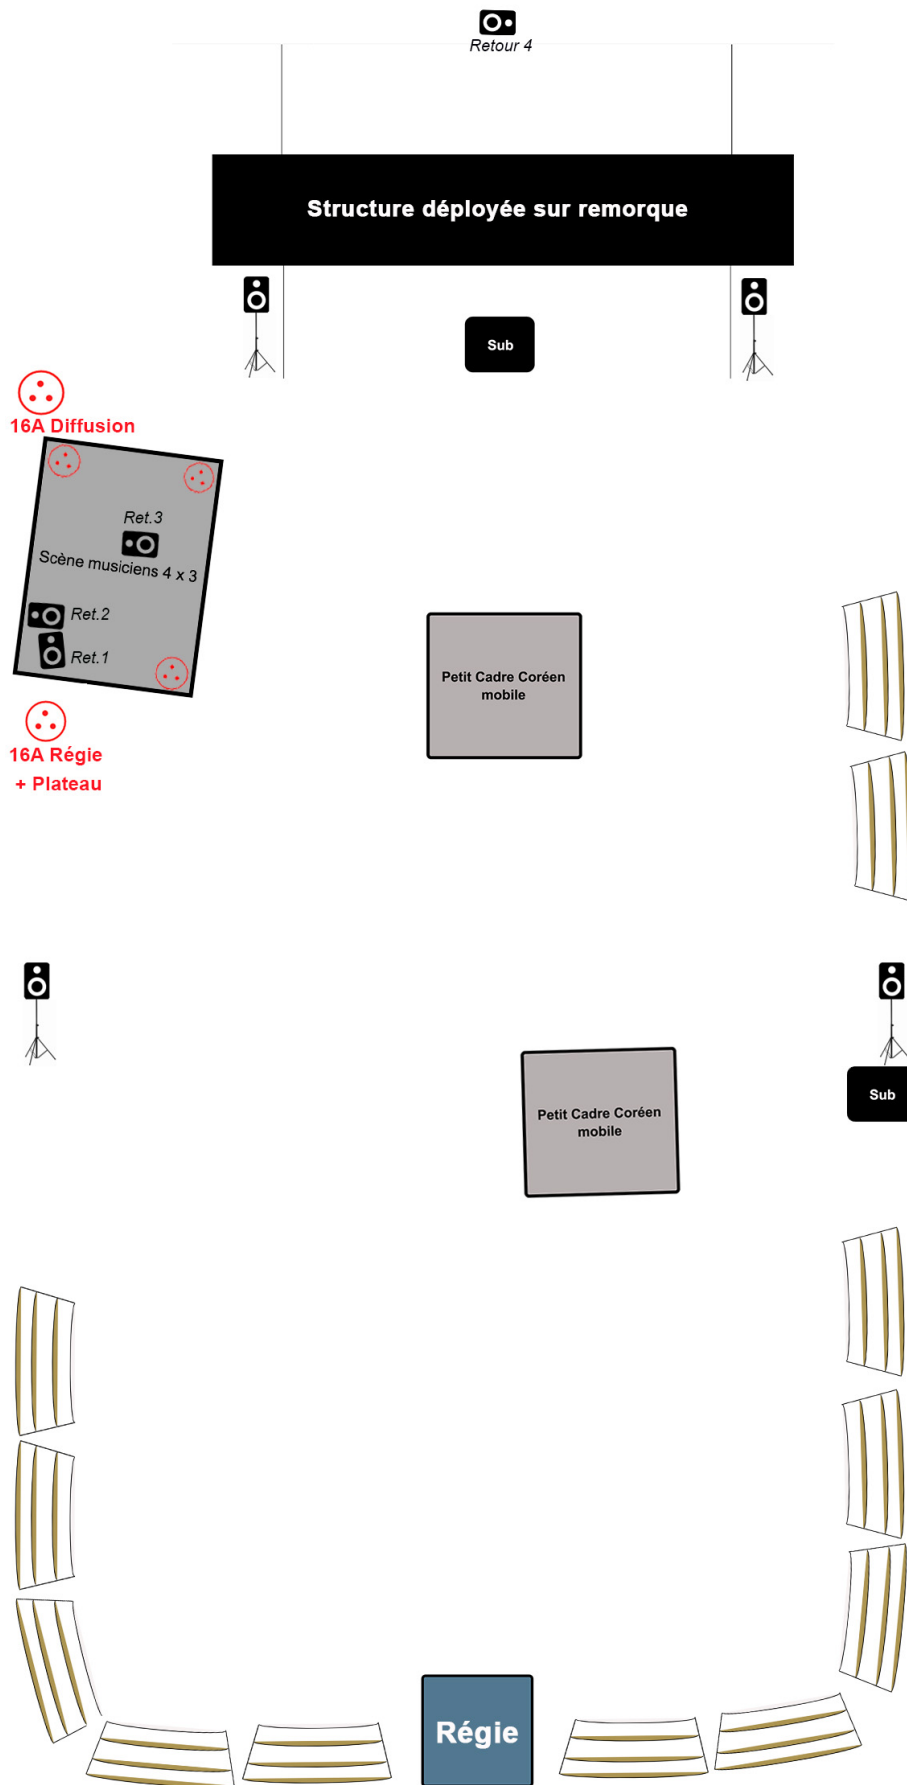 Retour 4
Structure déployée sur remorque
Sub
16A Diffusion
Ret.3
Scène musiciens 4 x 3
Ret.2
Ret.1
Petit Cadre Coréen
mobile
16A Régie
+ Plateau
Sub
Petit Cadre Coréen
mobile
Régie